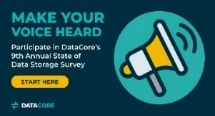 MAKE YOUR
VOICE HEARD
Participate in DataCore's
9th Annual State of
Data Storage Survey
START HERE
DATACORE